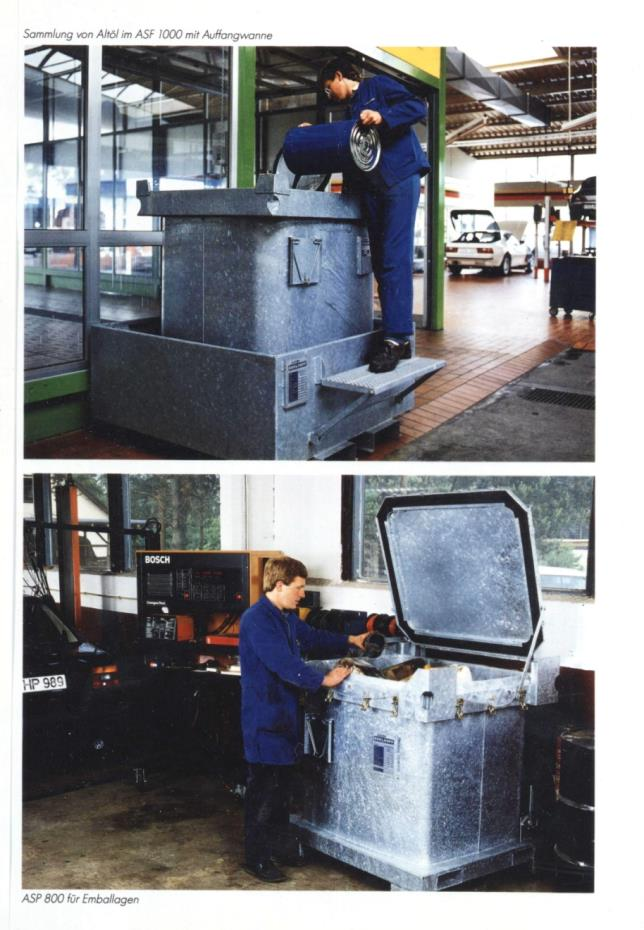 Sammlung von Altöl im ASF 1000 mit Auffangwanne
BOSCH
HP 989
ASP 800 für Emballagen